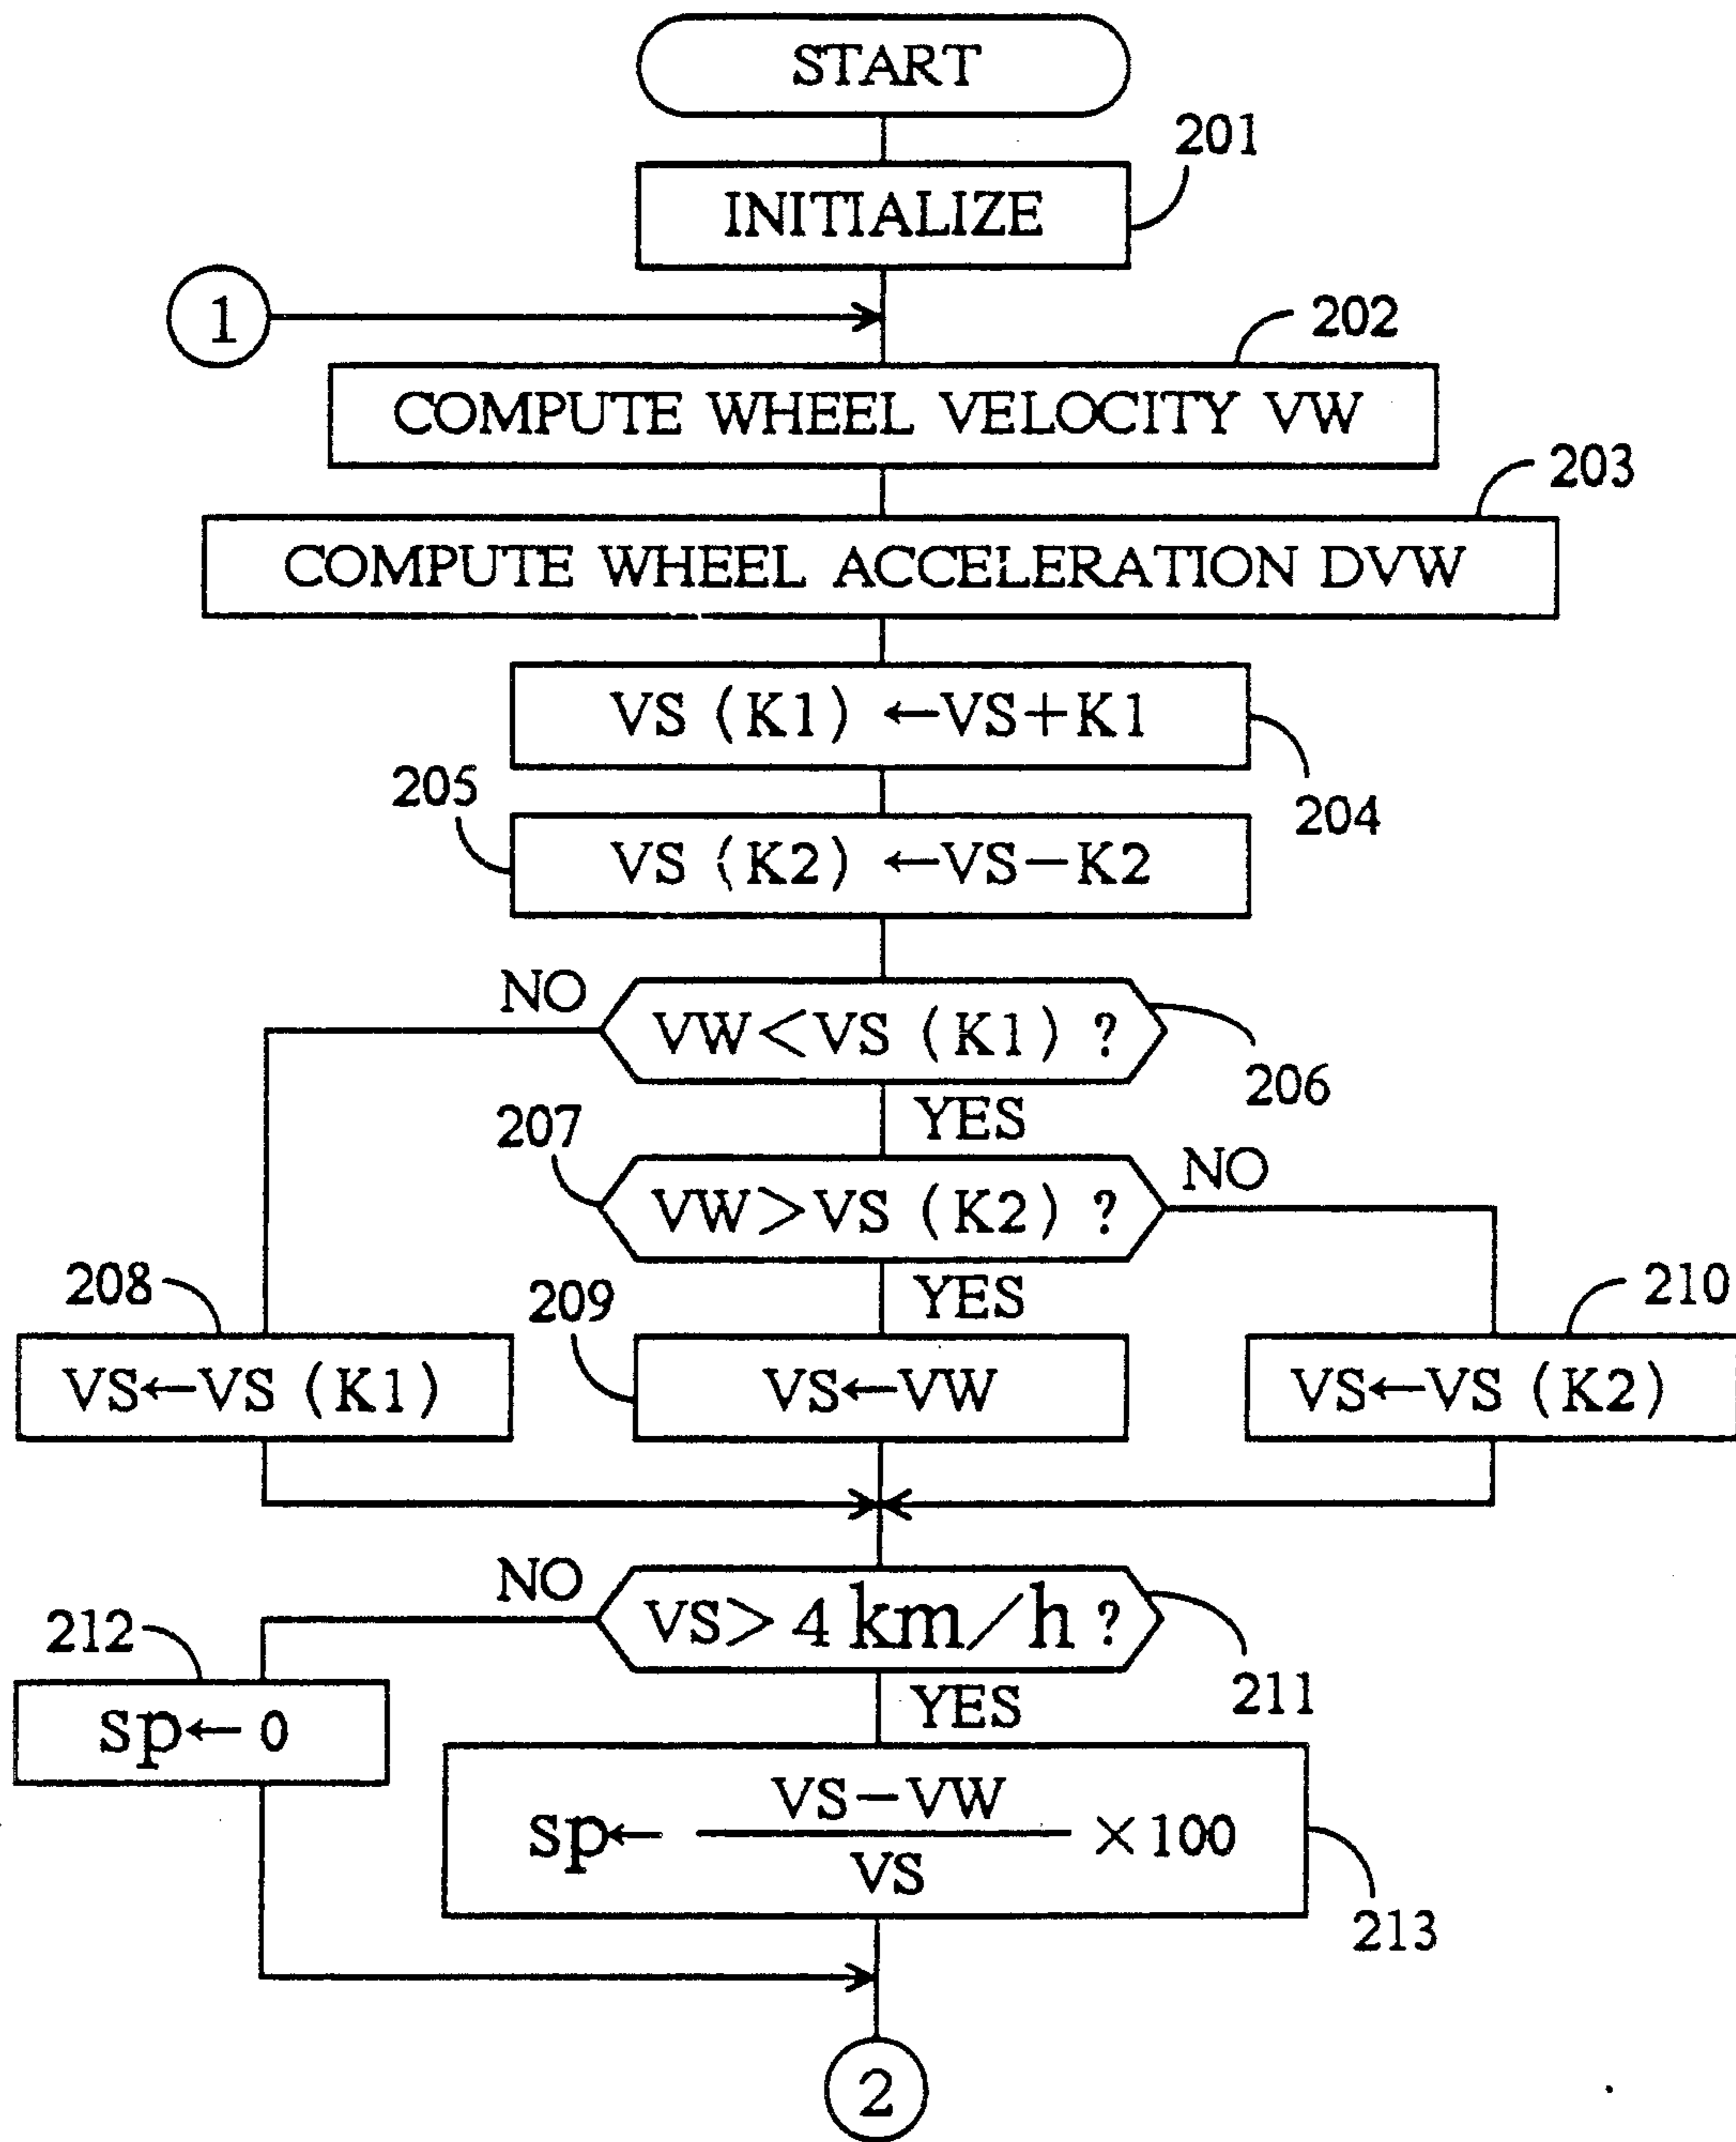 START
201
INITIALIZE
1
202
COMPUTE WHEEL VELOCITY VW
203
COMPUTE WHEEL ACCELERATION DVW
VS (K1) ←VS+K1
204
205
VS (K2) ←VS−K2
NO
VW<VS (K1) ?
206
YES
207
VW>VS (K2) ?
NO
YES
208
209
210
VS←VS (K1)
VS←VW
VS←VS (K2)
NO
VS> 4 km/h ?
211
212
YES
sp← 0
sp← VS−VW / VS ×100
213
2